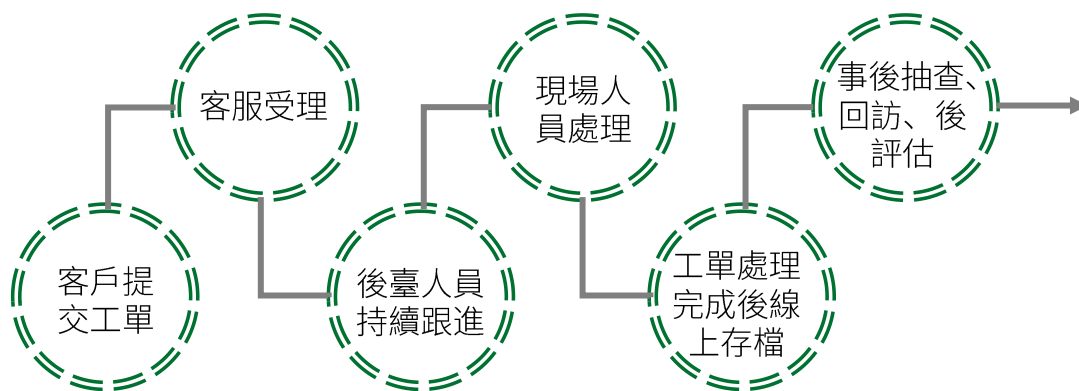 客戶提
交工單
客服受理
後臺人員
持續跟進
現場人
員處理
工單處理
完成後線
上存檔
事後抽查、
回訪、後
評估